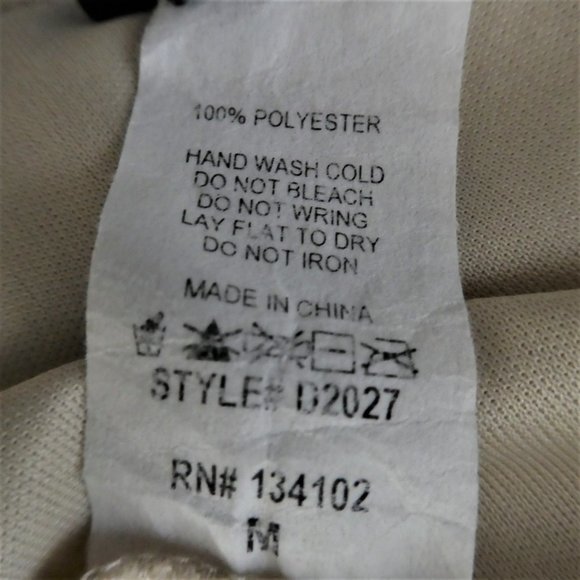 100% POLYESTER
HAND WASH COLD
DO NOT BLEACH
DO NOT WRING
LAY FLAT TO DRY
DO NOT IRON
MADE IN CHINA
STYLE# D2027
RN# 134102
M